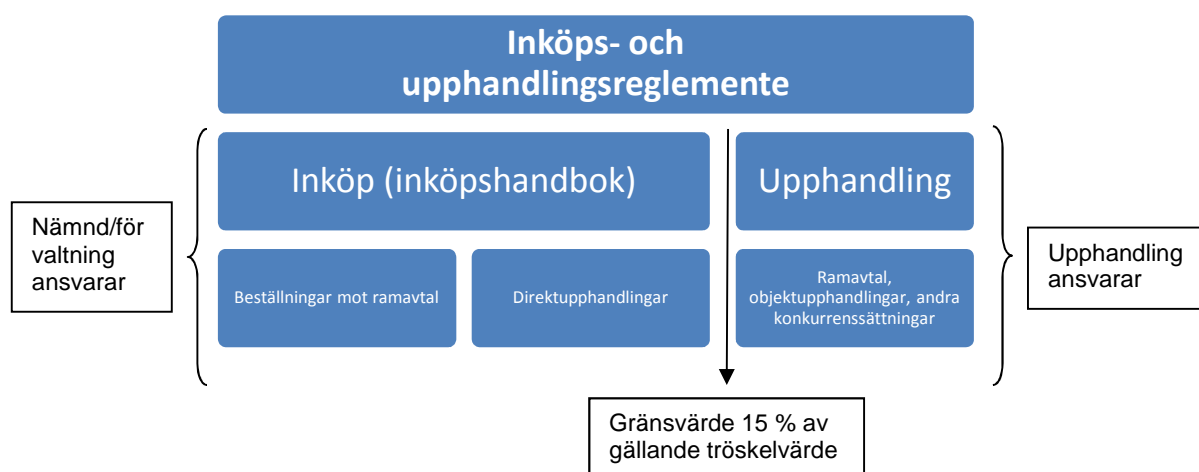 Inköps- och
upphandlingsreglemente
Inköp (inköpshandbok)
Upphandling
Nämnd/för
valtning
ansvarar
Beställningar mot ramavtal
Direktupphandlingar
Ramavtal,
objektupphandlingar, andra
konkurrenssättningar
Upphandling
ansvarar
Gränsvärde 15 % av
gällande tröskelvärde